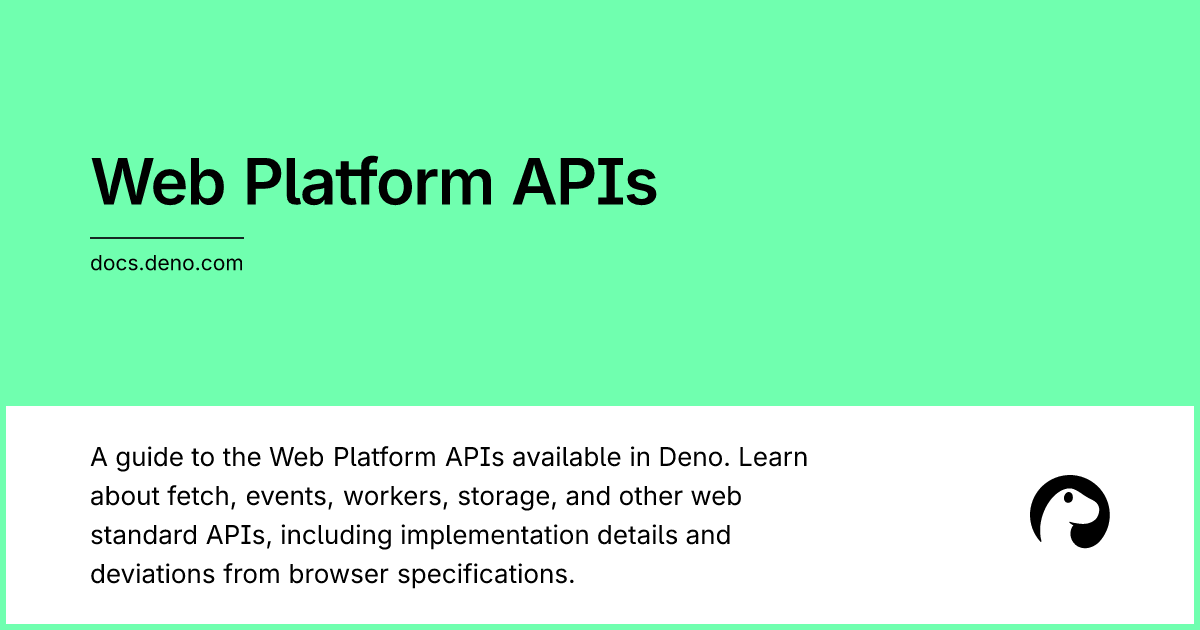 Web Platform APIs
docs.deno.com
A guide to the Web Platform APIs available in Deno. Learn
about fetch, events, workers, storage, and other web
standard APIs, including implementation details and
deviations from browser specifications.